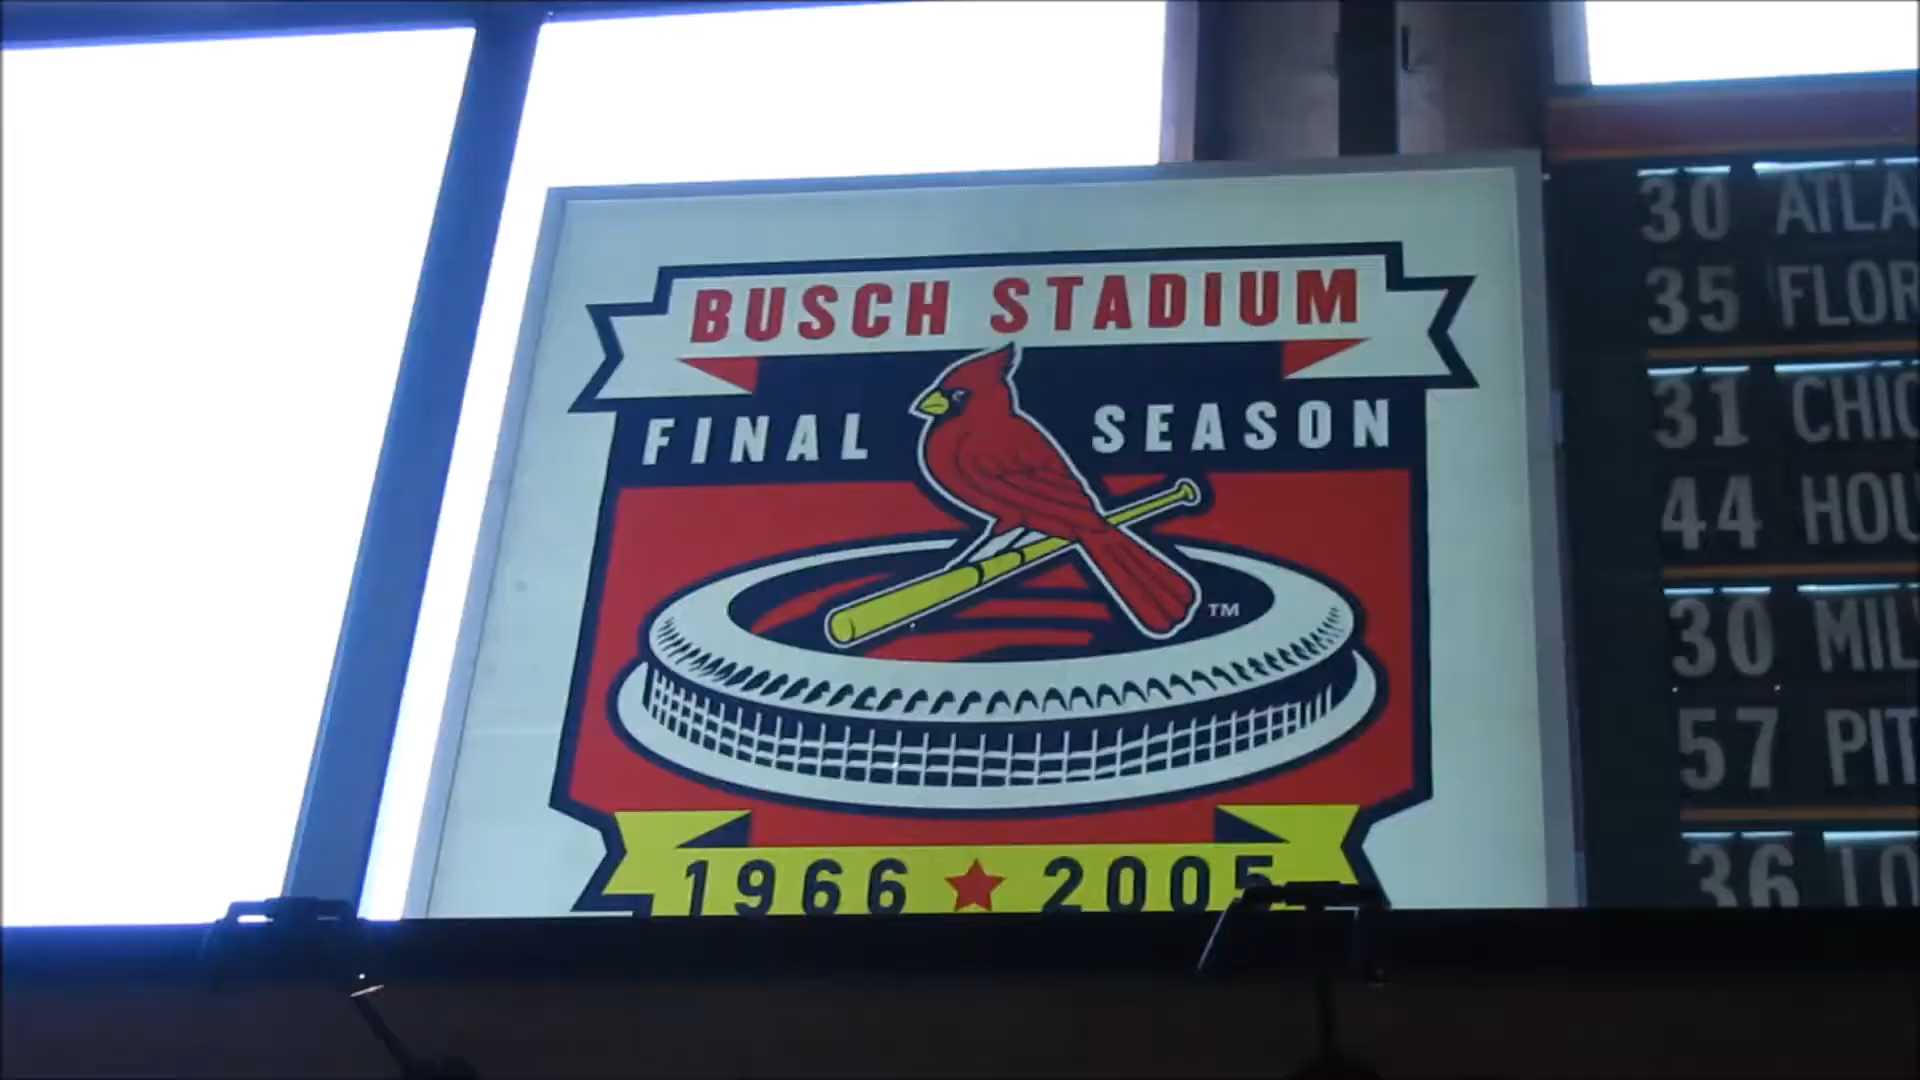 BUSCH STADIUM
FINAL SEASON
TM
1966 ★ 2005
30 ATLA
35 FLOR
31 CHIC
44 HOU
30 MIL
57 PIT
36 LO